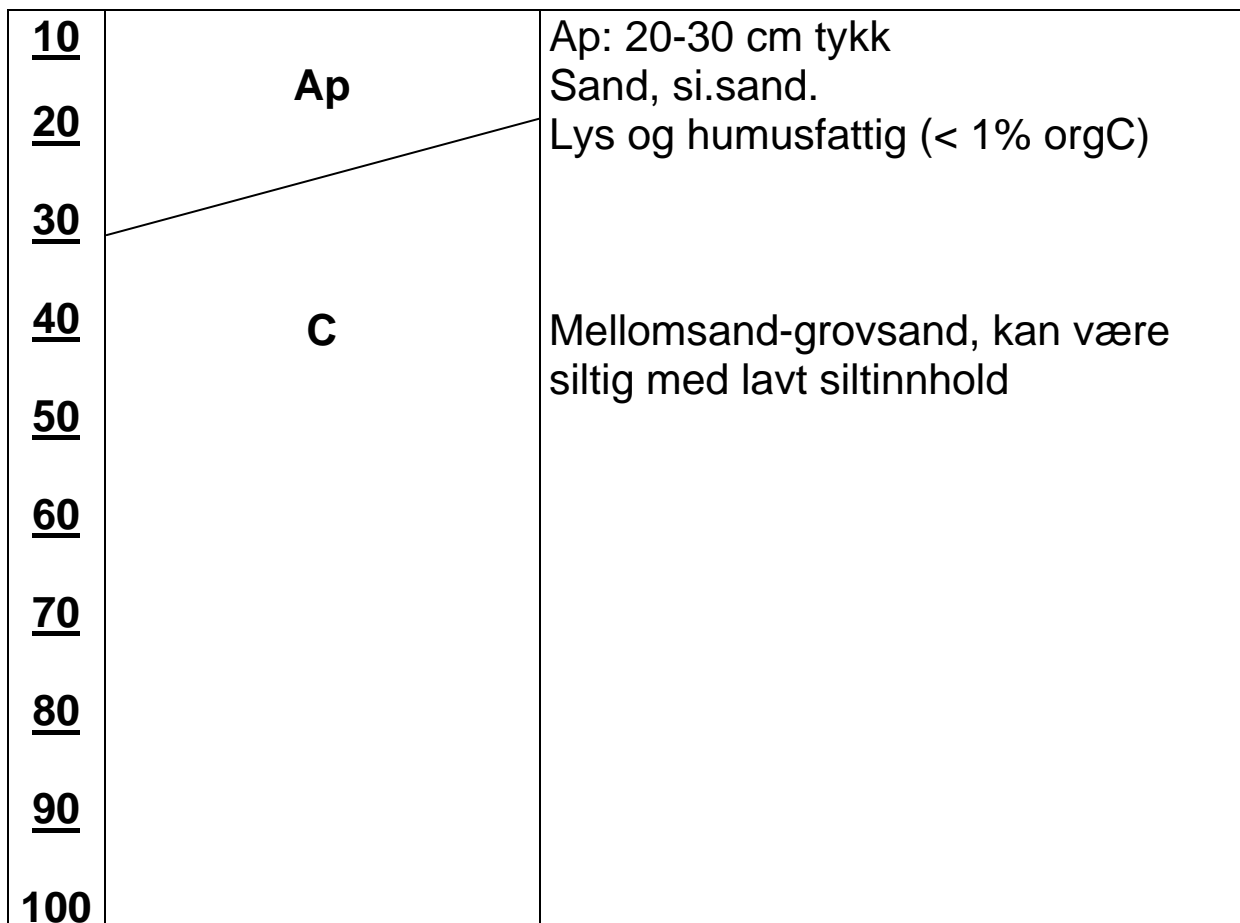 10
Ap
Ap: 20-30 cm tykk
Sand, si.sand.
20
Lys og humusfattig (< 1% orgC)
30
40
C
Mellomsand-grovsand, kan være
siltig med lavt siltinnhold
50
60
70
80
90
100